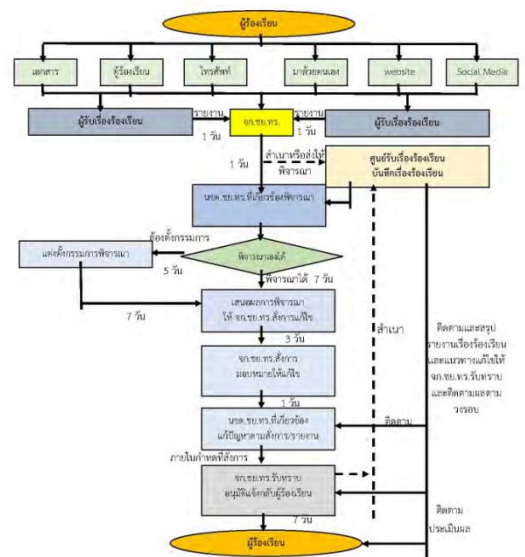 ผู้ร้องเรียน
เอกสาร
ตู้ร้องเรียน
โทรศัพท์
มาด้วยตนเอง
website
Social Media
ผู้รับเรื่องร้องเรียน
รายงาน
1 วัน
จก.ชย.ทร.
รายงาน
1 วัน
ผู้รับเรื่องร้องเรียน
1 วัน
สำเนาหรือส่งให้
พิจารณา
ศูนย์รับเรื่องร้องเรียน
บันทึกเรื่องร้องเรียน
นขต.ชย.ทร.ที่เกี่ยวข้องพิจารณา
ต้องตั้งกรรมการ
5 วัน
พิจารณาเองได้
แต่งตั้งกรรมการพิจารณา
พิจารณาได้ 7 วัน
7 วัน
เสนอผลการพิจารณา
ให้ จก.ชย.ทร.สั่งการแก้ไข
3 วัน
สำเนา
ติดตามและสรุป
รายงานเรื่องร้องเรียน
และแนวทางแก้ไขให้
จก.ชย.ทร.รับทราบ
และติดตามผลตาม
วงรอบ
จก.ชย.ทร.สั่งการ
มอบหมายให้แก้ไข
1 วัน
นขต.ชย.ทร.ที่เกี่ยวข้อง
แก้ปัญหาตามสั่งการ/รายงาน
ติดตาม
ภายในกำหนดที่สั่งการ
จก.ชย.ทร.รับทราบ
อนุมัติแจ้งกลับผู้ร้องเรียน
7 วัน
ติดตาม
ประเมินผล
ผู้ร้องเรียน